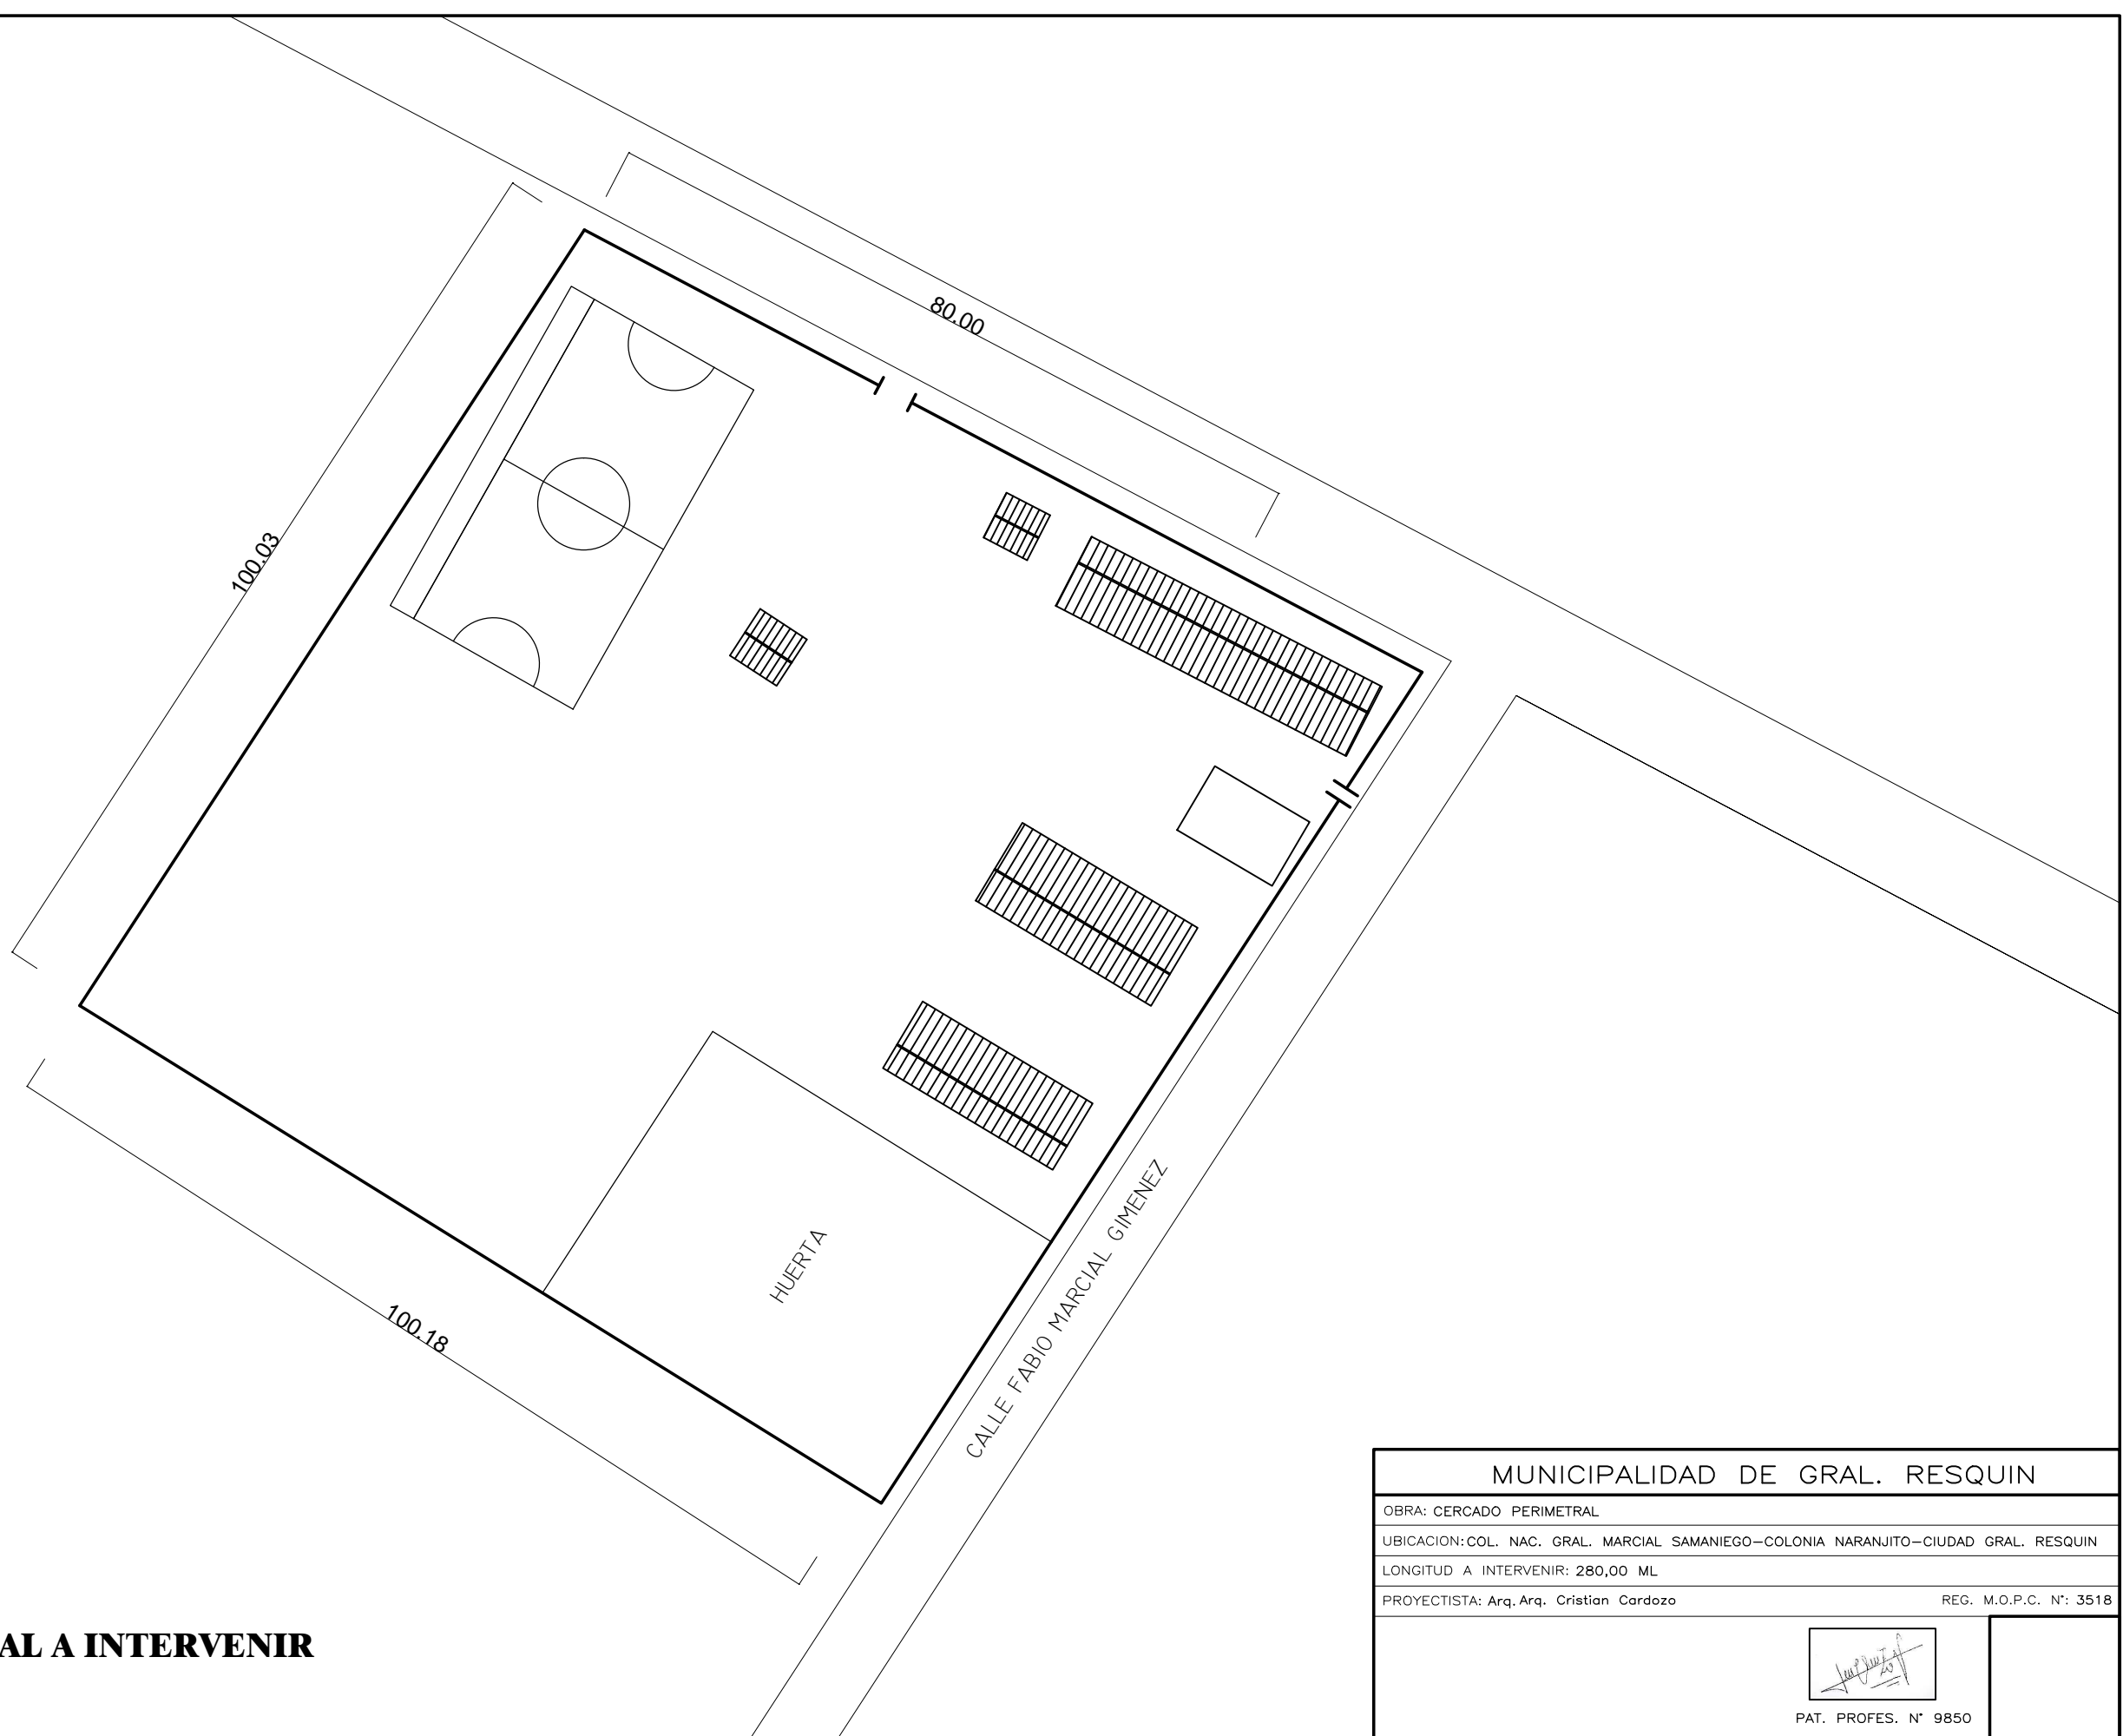 80.00
100.03
HUERTA
CALLE FABIO MARCIAL GIMENEZ
100.18
AL A INTERVENIR
MUNICIPALIDAD DE GRAL. RESQUIN
OBRA: CERCADO PERIMETRAL
UBICACION: COL. NAC. GRAL. MARCIAL SAMANIEGO-COLONIA NARANJITO-CIUDAD GRAL. RESQUIN
LONGITUD A INTERVENIR: 280,00 ML
PROYECTISTA: Arq. Arq. Cristian Cardozo REG. M.O.P.C. N°: 3518
PAT. PROFES. N° 9850